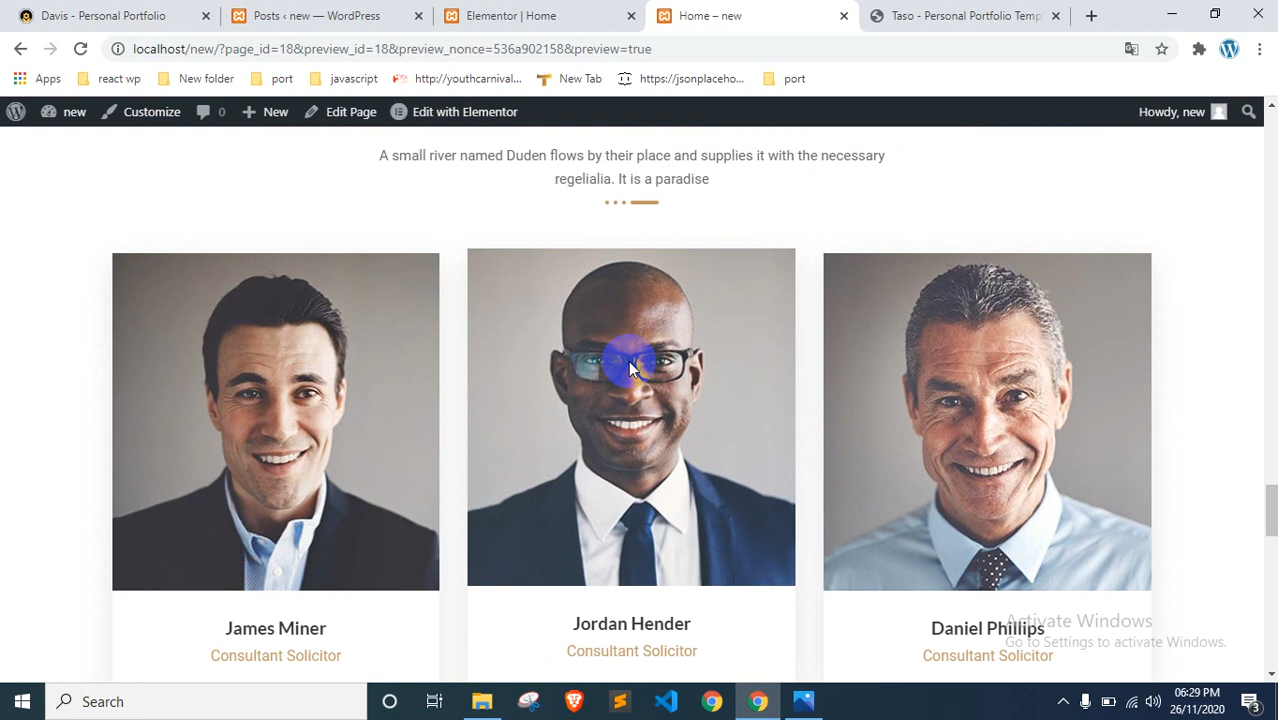 Davis - Personal Portfolio
Posts ‹ new — WordPress
Elementor | Home
Home – new
Taso - Personal Portfolio Temp
localhost/new/?page_id=18&preview_id=18&preview_nonce=536a902158&preview=true
Apps
react wp
New folder
port
javascript
http://youthcarnival...
New Tab
https://jsonplaceho...
port
new
Customize
0
New
Edit Page
Edit with Elementor
Howdy, new
A small river named Duden flows by their place and supplies it with the necessary
regelialia. It is a paradise
James Miner
Consultant Solicitor
Jordan Hender
Consultant Solicitor
Daniel Phillips
Consultant Solicitor
Activate Windows
Go to Settings to activate Windows.
Search
06:29 PM
26/11/2020
3